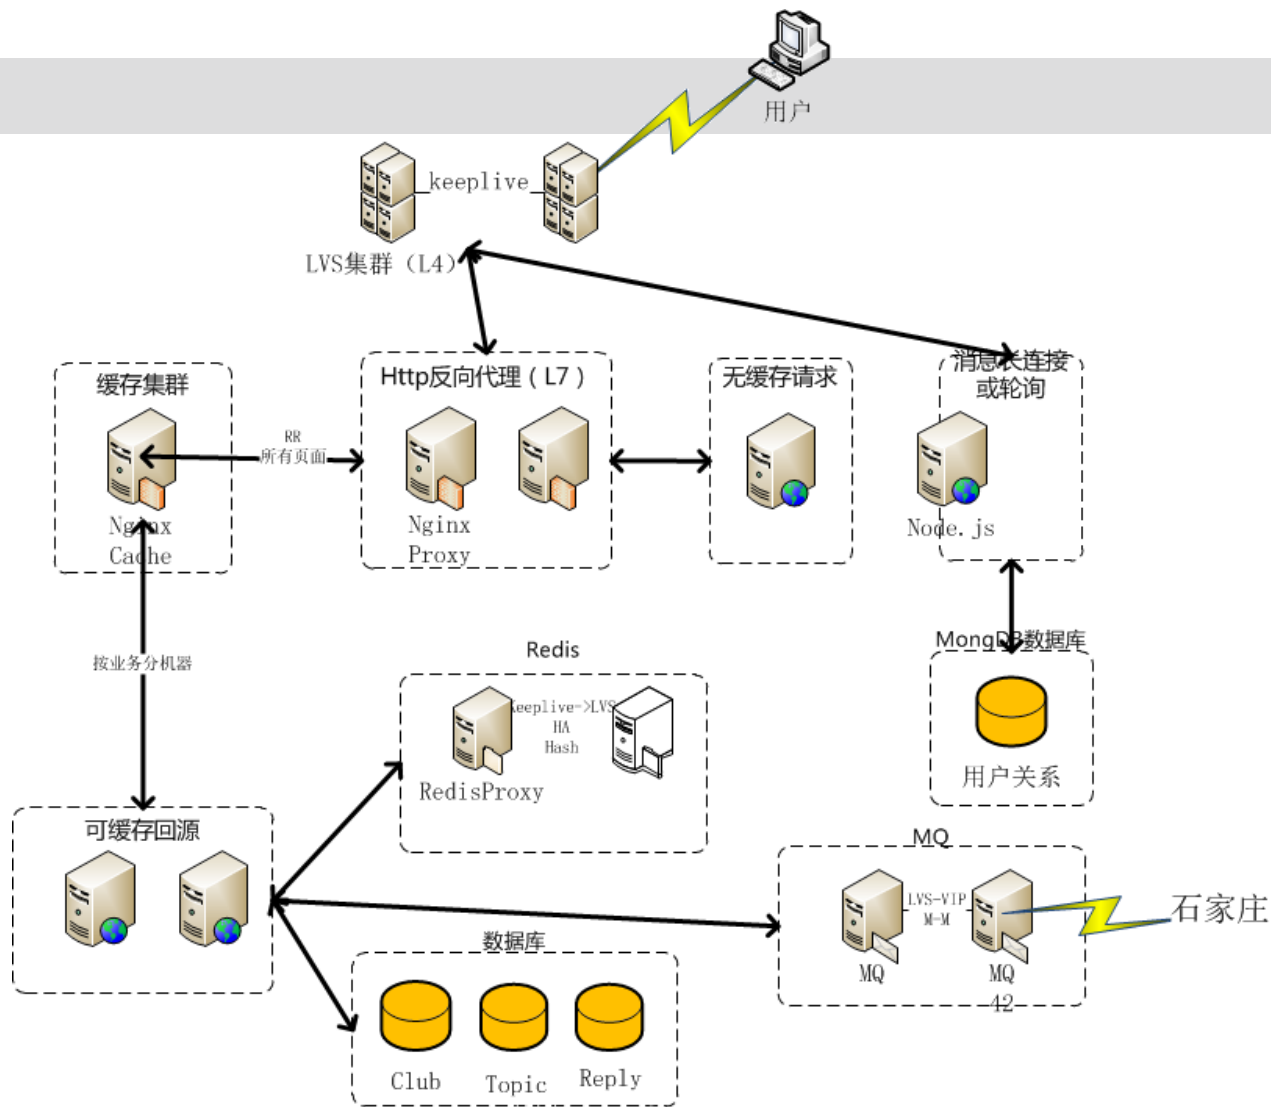 用户
keeplive
LVS集群（L4）
缓存集群
Nginx
Cache
RR
所有页面
Http反向代理（L7）
Nginx
Proxy
无缓存请求
消息长连接
或轮询
Node.js
MongDB数据库
用户关系
按业务分机器
Redis
Keeplive->LVS
HA
Hash
RedisProxy
可缓存回源
MQ
LVS-VIP
M-M
MQ
MQ
42
石家庄
数据库
Club
Topic
Reply